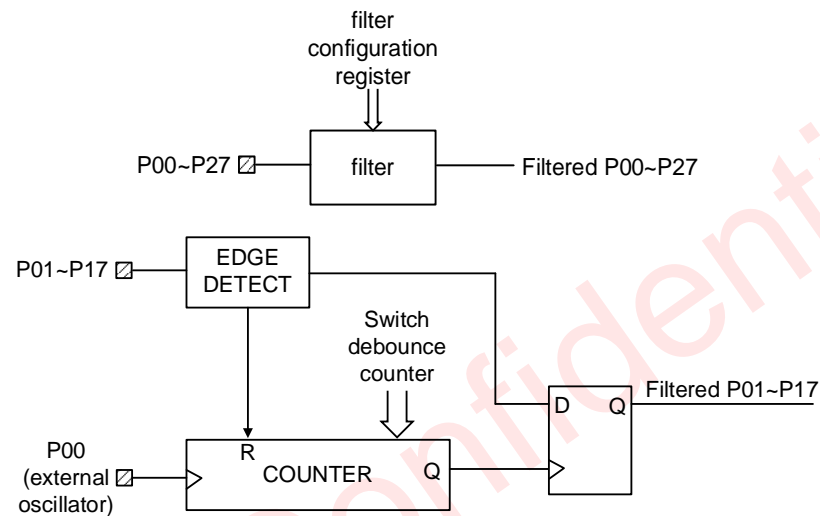 filter
configuration
register
P00~P27
filter
Filtered P00~P27
P01~P17
EDGE
DETECT
Switch
debounce
counter
D
Q
Filtered P01~P17
P00
(external
oscillator)
R
COUNTER
Q
Confidenti